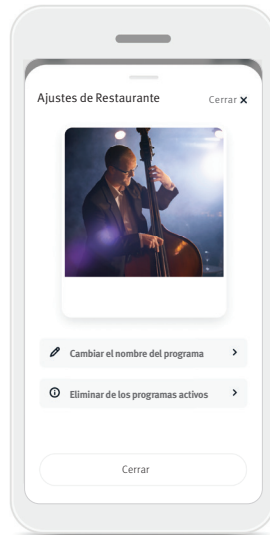 Ajustes de Restaurante Cerrar ×
Cambiar el nombre del programa
Eliminar de los programas activos
Cerrar